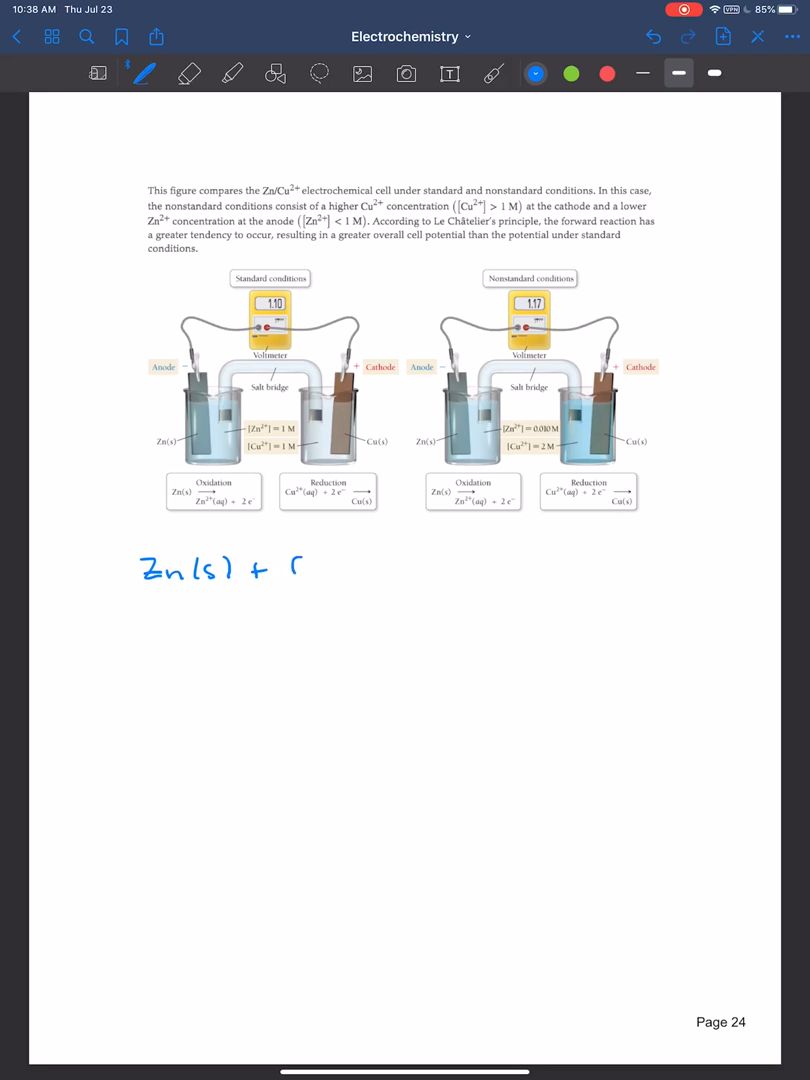 10:38 AM Thu Jul 23
VPN 85%
Electrochemistry
This figure compares the Zn/Cu²⁺ electrochemical cell under standard and nonstandard conditions. In this case,
the nonstandard conditions consist of a higher Cu²⁺ concentration ([Cu²⁺] > 1 M) at the cathode and a lower
Zn²⁺ concentration at the anode ([Zn²⁺] < 1 M). According to Le Châtelier's principle, the forward reaction has
a greater tendency to occur, resulting in a greater overall cell potential than the potential under standard
conditions.
Standard conditions
1.10
Voltmeter
Anode −
+ Cathode
Salt bridge
[Zn²⁺] = 1 M
[Cu²⁺] = 1 M
Zn(s)
Cu(s)
Oxidation
Zn(s) ⟶
Zn²⁺(aq) + 2 e⁻
Reduction
Cu²⁺(aq) + 2 e⁻ ⟶
Cu(s)
Nonstandard conditions
1.17
Voltmeter
Anode −
+ Cathode
Salt bridge
[Zn²⁺] = 0.010 M
[Cu²⁺] = 2 M
Zn(s)
Cu(s)
Oxidation
Zn(s) ⟶
Zn²⁺(aq) + 2 e⁻
Reduction
Cu²⁺(aq) + 2 e⁻ ⟶
Cu(s)
Zn(s) +
Page 24